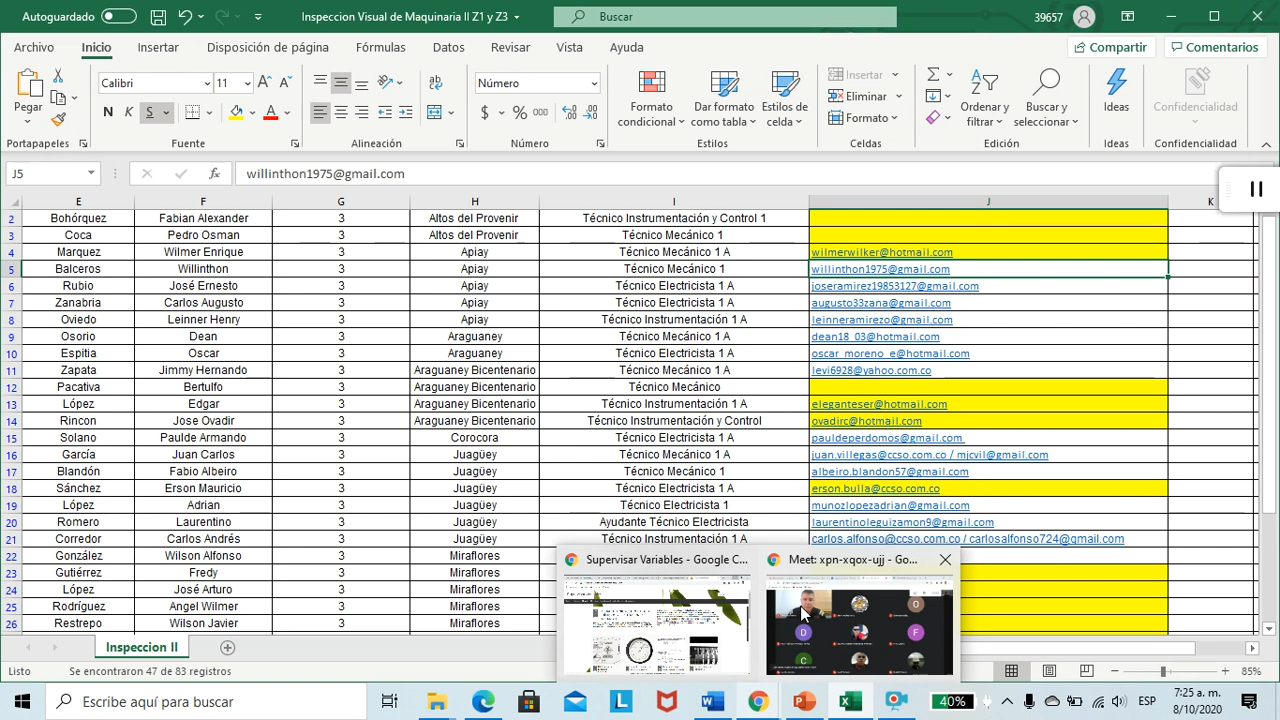 Autoguardado
Inspeccion Visual de Maquinaria II Z1 y Z3
Buscar
39657
Archivo Inicio Insertar Disposición de página Fórmulas Datos Revisar Vista Ayuda
Compartir Comentarios
Pegar
Calibri 11
N K S
Número
$ % 000
Formato condicional
Dar formato como tabla
Estilos de celda
Insertar
Eliminar
Formato
Ordenar y filtrar
Buscar y seleccionar
Ideas
Confidencialidad
Portapapeles Fuente Alineación Número Estilos Celdas Edición Ideas Confidencialidad
J5 fx willinthon1975@gmail.com
E F G H I J K
2 Bohórquez Fabian Alexander 3 Altos del Provenir Técnico Instrumentación y Control 1
3 Coca Pedro Osman 3 Altos del Provenir Técnico Mecánico 1
4 Marquez Wilmer Enrique 3 Apiay Técnico Mecánico 1 A wilmerwilker@hotmail.com
5 Balceros Willinthon 3 Apiay Técnico Mecánico 1 willinthon1975@gmail.com
6 Rubio José Ernesto 3 Apiay Técnico Electricista 1 A joseramirez19853127@gmail.com
7 Zanabria Carlos Augusto 3 Apiay Técnico Mecánico 1 A augusto33zana@gmail.com
8 Oviedo Leinner Henry 3 Apiay Técnico Instrumentación 1 A leinneramirezo@gmail.com
9 Osorio Dean 3 Araguaney Técnico Mecánico 1 A dean18_03@hotmail.com
10 Espitia Oscar 3 Araguaney Técnico Electricista 1 A oscar_moreno_e@hotmail.com
11 Zapata Jimmy Hernando 3 Araguaney Bicentenario Técnico Mecánico 1 A levi6928@yahoo.com.co
12 Pacativa Bertulfo 3 Araguaney Bicentenario Técnico Mecánico
13 López Edgar 3 Araguaney Bicentenario Técnico Instrumentación 1 A eleganteser@hotmail.com
14 Rincon Jose Ovadir 3 Araguaney Bicentenario Técnico Instrumentación y Control ovadirc@hotmail.com
15 Solano Paulde Armando 3 Corocora Técnico Electricista 1 A pauldeperdomos@gmail.com
16 García Juan Carlos 3 Juagüey Técnico Mecánico 1 A juan.villegas@ccso.com.co / mjcvil@gmail.com
17 Blandón Fabio Albeiro 3 Juagüey Técnico Mecánico 1 albeiro.blandon57@gmail.com
18 Sánchez Erson Mauricio 3 Juagüey Técnico Electricista 1 A erson.bulla@ccso.com.co
19 López Adrian 3 Juagüey Técnico Electricista 1 munozlopezadrian@gmail.com
20 Romero Laurentino 3 Juagüey Ayudante Técnico Electricista laurentinoleguizamon9@gmail.com
21 Corredor Carlos Andrés 3 Juagüey Técnico Instrumentación 1 A carlos.alfonso@ccso.com.co / carlosalfonso724@gmail.com
22 González Wilson Alfonso 3 Miraflores
23 Gutiérrez Fredy 3 Miraflores
24 López José Arturo 3 Miraflores
25 Rodríguez Angel Wilmer 3 Miraflores
26 Restrepo Wilson Javier 3 Miraflores
Supervisar Variables - Google C...
Meet: xpn-xqox-ujj - Go...
O
D F
C
Inspeccion II
Listo Se encontraron 47 de 83 registros
85%
Escribe aquí para buscar
40%
ESP
7:25 a. m.
8/10/2020